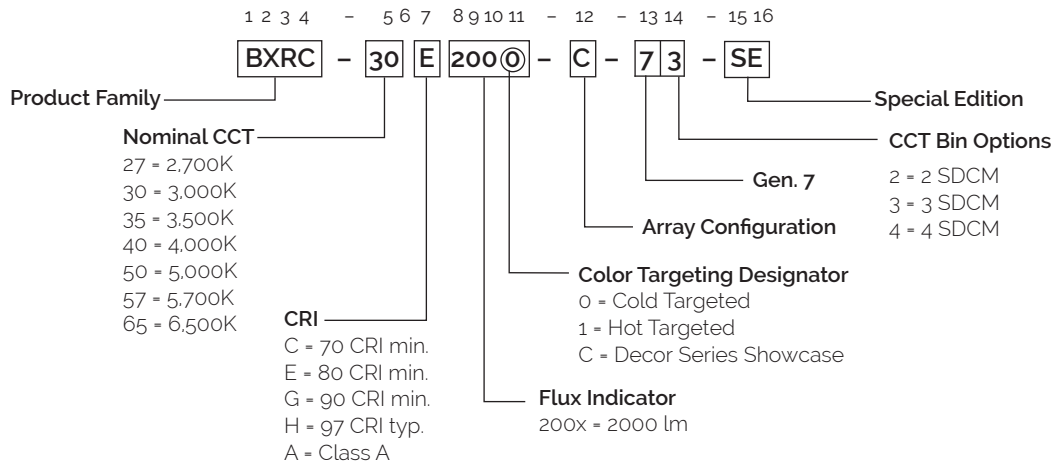 1 2 3 4 - 5 6 7 8 9 10 11 - 12 - 13 14 - 15 16
BXRC - 30 E 200 0 - C - 7 3 - SE
Product Family
Special Edition
Nominal CCT
27 = 2,700K
30 = 3,000K
35 = 3,500K
40 = 4,000K
50 = 5,000K
57 = 5,700K
65 = 6,500K
CCT Bin Options
2 = 2 SDCM
3 = 3 SDCM
4 = 4 SDCM
Gen. 7
Array Configuration
Color Targeting Designator
0 = Cold Targeted
1 = Hot Targeted
C = Decor Series Showcase
CRI
C = 70 CRI min.
E = 80 CRI min.
G = 90 CRI min.
H = 97 CRI typ.
A = Class A
Flux Indicator
200x = 2000 lm